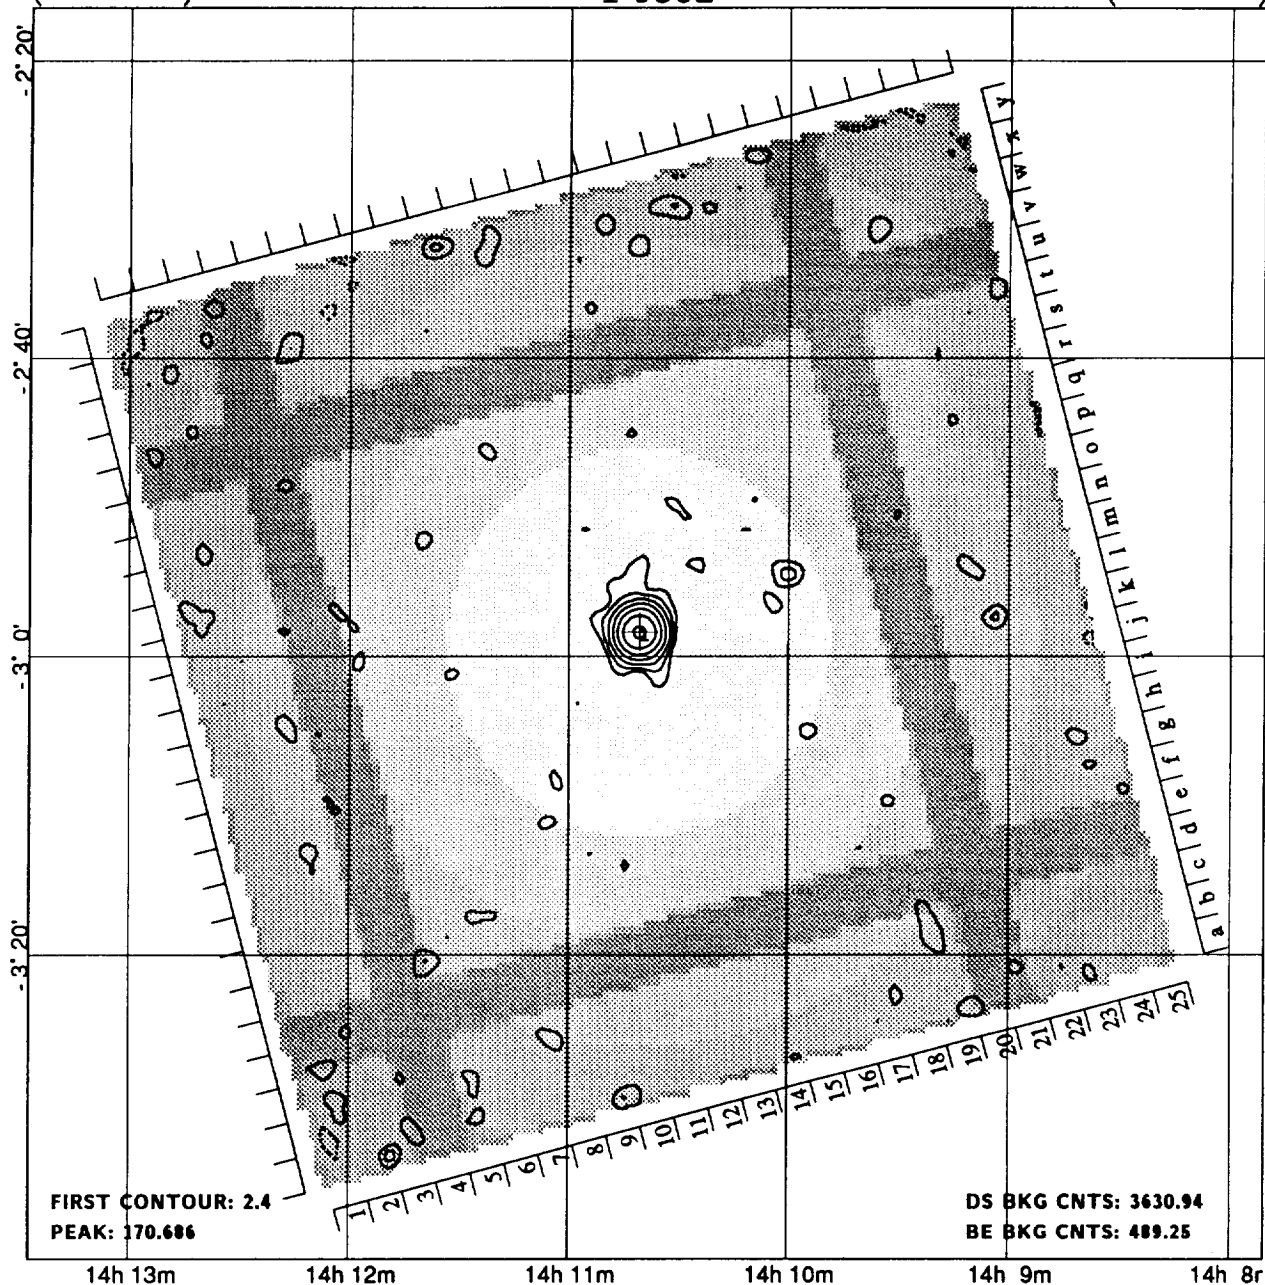 - 2° 20'
- 2° 40'
- 3° 0'
- 3° 20'
a b c d e f g h i j k l m n o p q r s t u v w x y
1 2 3 4 5 6 7 8 9 10 11 12 13 14 15 16 17 18 19 20 21 22 23 24 25
FIRST CONTOUR: 2.4
PEAK: 170.686
DS BKG CNTS: 3630.94
BE BKG CNTS: 489.25
14h 13m 14h 12m 14h 11m 14h 10m 14h 9m 14h 8